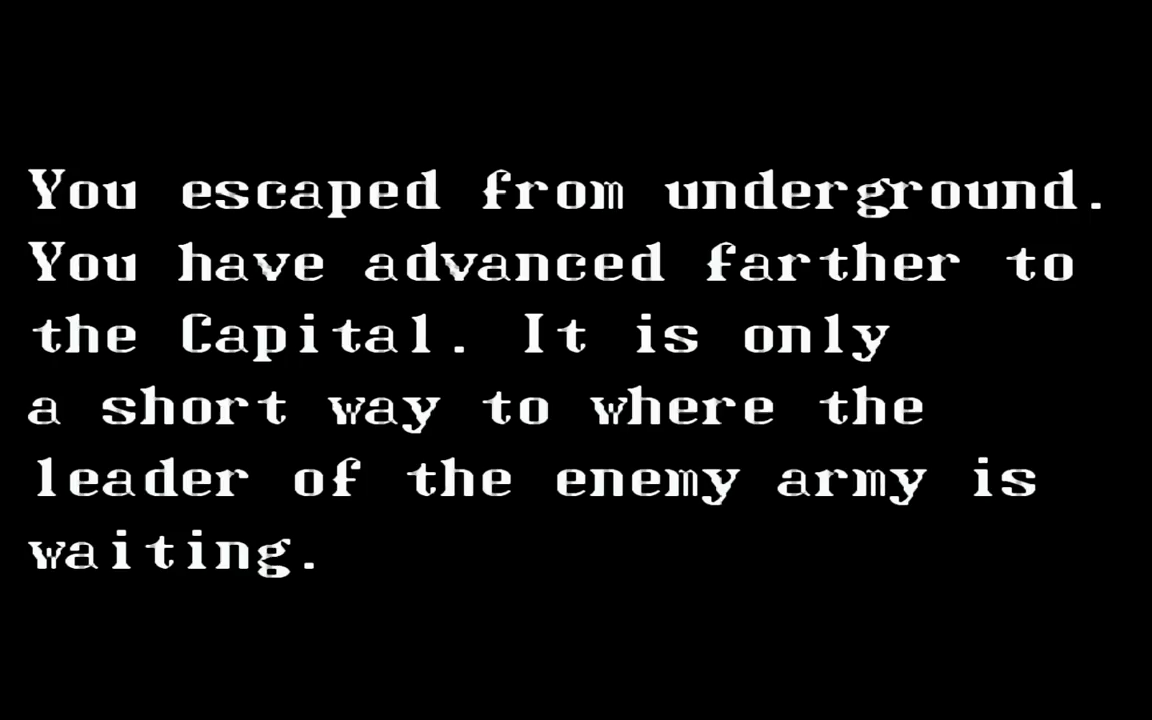 You escaped from underground.
You have advanced farther to
the Capital. It is only
a short way to where the
leader of the enemy army is
waiting.